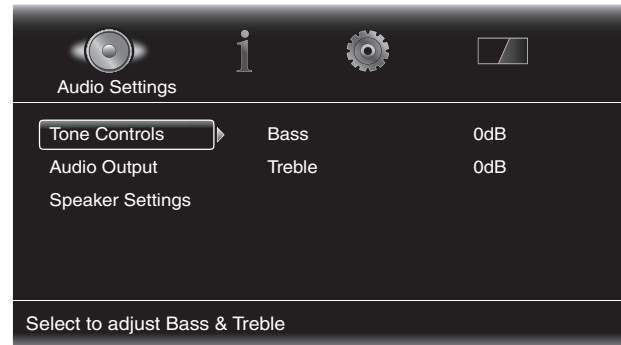 Audio Settings
Tone Controls Bass 0dB
Audio Output Treble 0dB
Speaker Settings
Select to adjust Bass & Treble